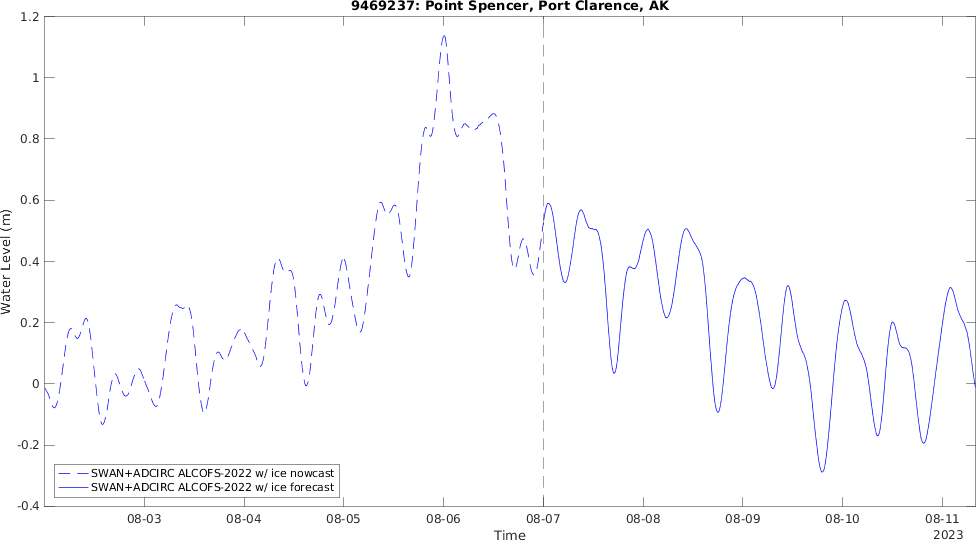 9469237: Point Spencer, Port Clarence, AK
1.2
1
0.8
0.6
0.4
0.2
0
-0.2
-0.4
Water Level (m)
SWAN+ADCIRC ALCOFS-2022 w/ ice nowcast
SWAN+ADCIRC ALCOFS-2022 w/ ice forecast
08-03 08-04 08-05 08-06 08-07 08-08 08-09 08-10 08-11
Time
2023